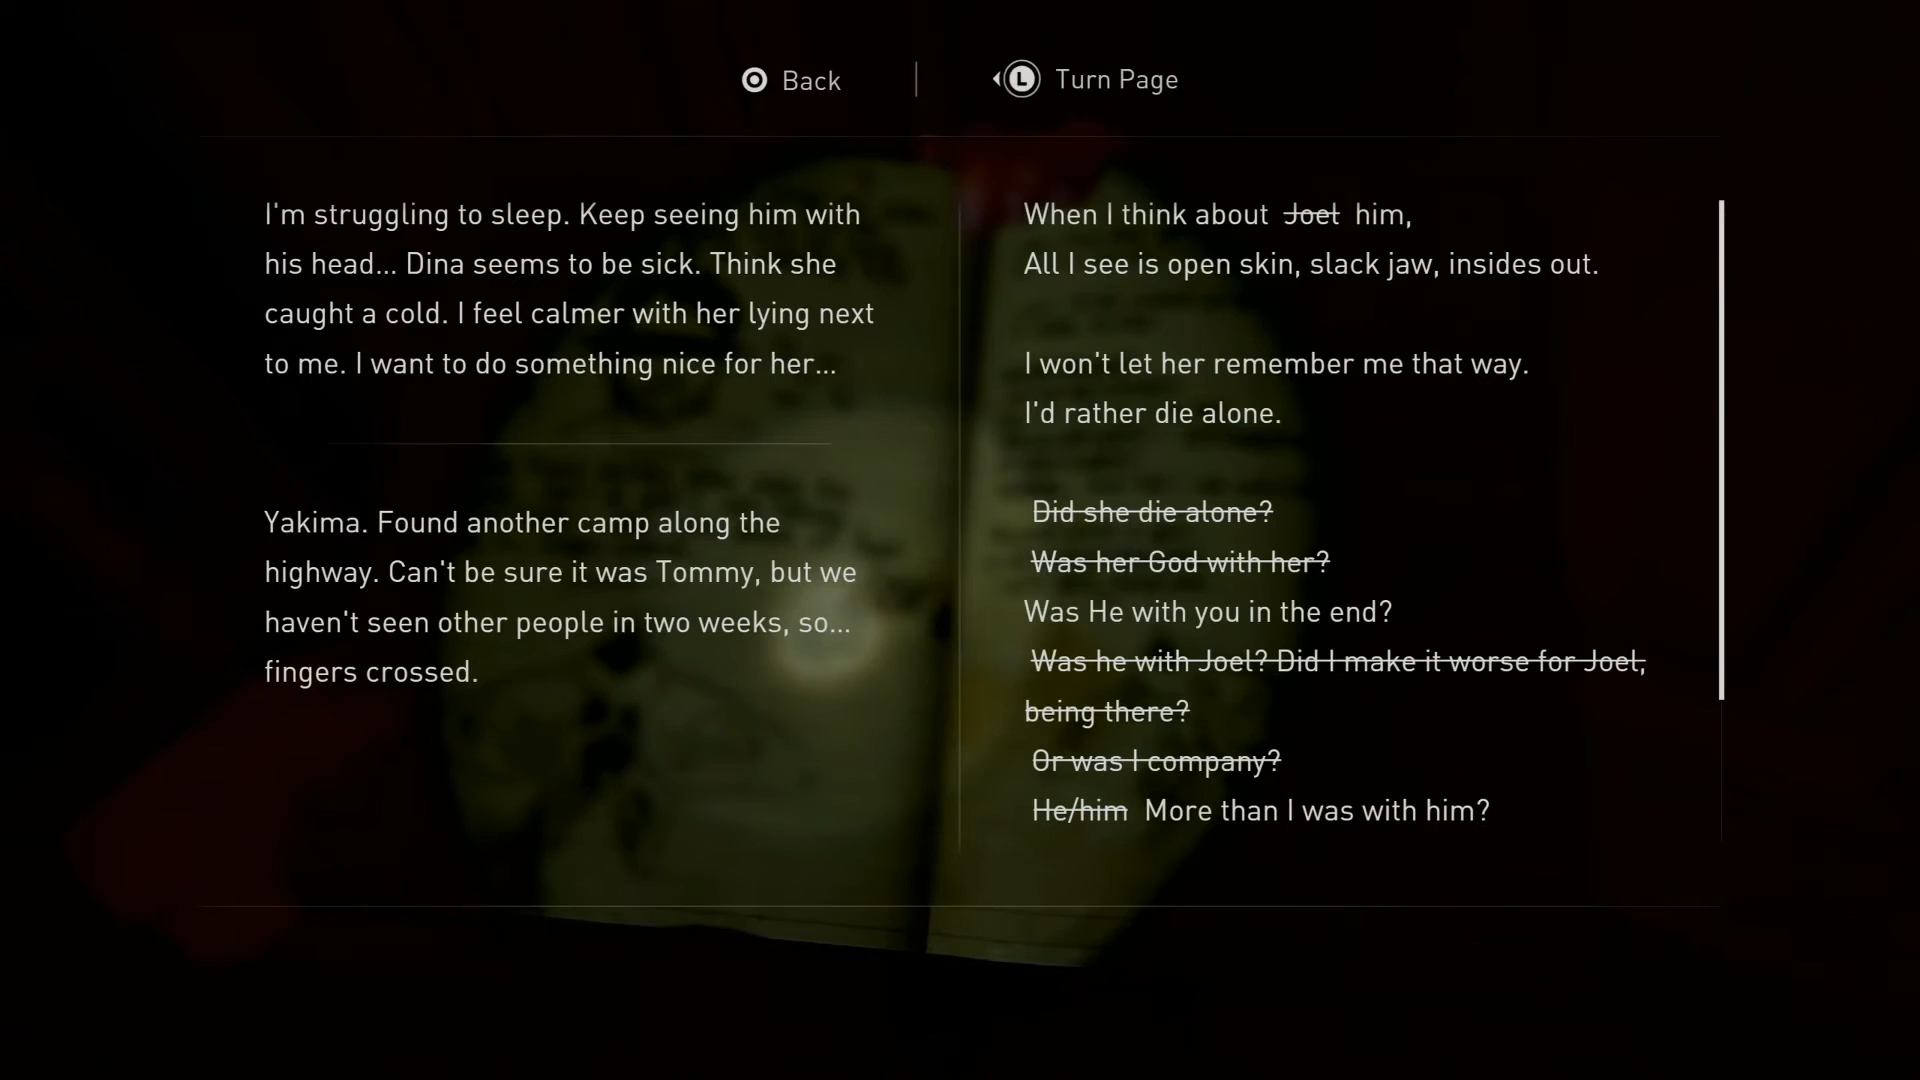 Back
L Turn Page
I'm struggling to sleep. Keep seeing him with
his head... Dina seems to be sick. Think she
caught a cold. I feel calmer with her lying next
to me. I want to do something nice for her...
Yakima. Found another camp along the
highway. Can't be sure it was Tommy, but we
haven't seen other people in two weeks, so...
fingers crossed.
When I think about Joel him,
All I see is open skin, slack jaw, insides out.
I won't let her remember me that way.
I'd rather die alone.
Did she die alone?
Was her God with her?
Was He with you in the end?
Was he with Joel? Did I make it worse for Joel,
being there?
Or was I company?
He/him More than I was with him?